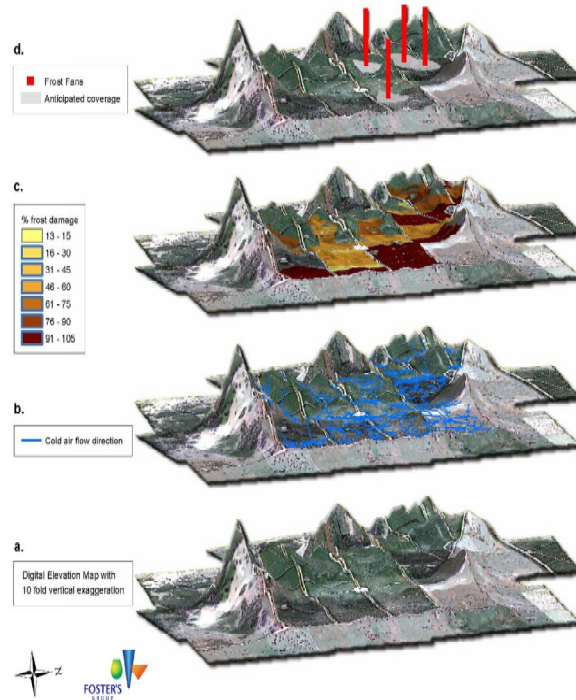 d.
Frost Fans
Anticipated coverage
c.
% frost damage
13 - 15
16 - 30
31 - 45
46 - 60
61 - 75
76 - 90
91 - 105
b.
Cold air flow direction
a.
Digital Elevation Map with
10 fold vertical exaggeration
N
FOSTER'S
GROUP